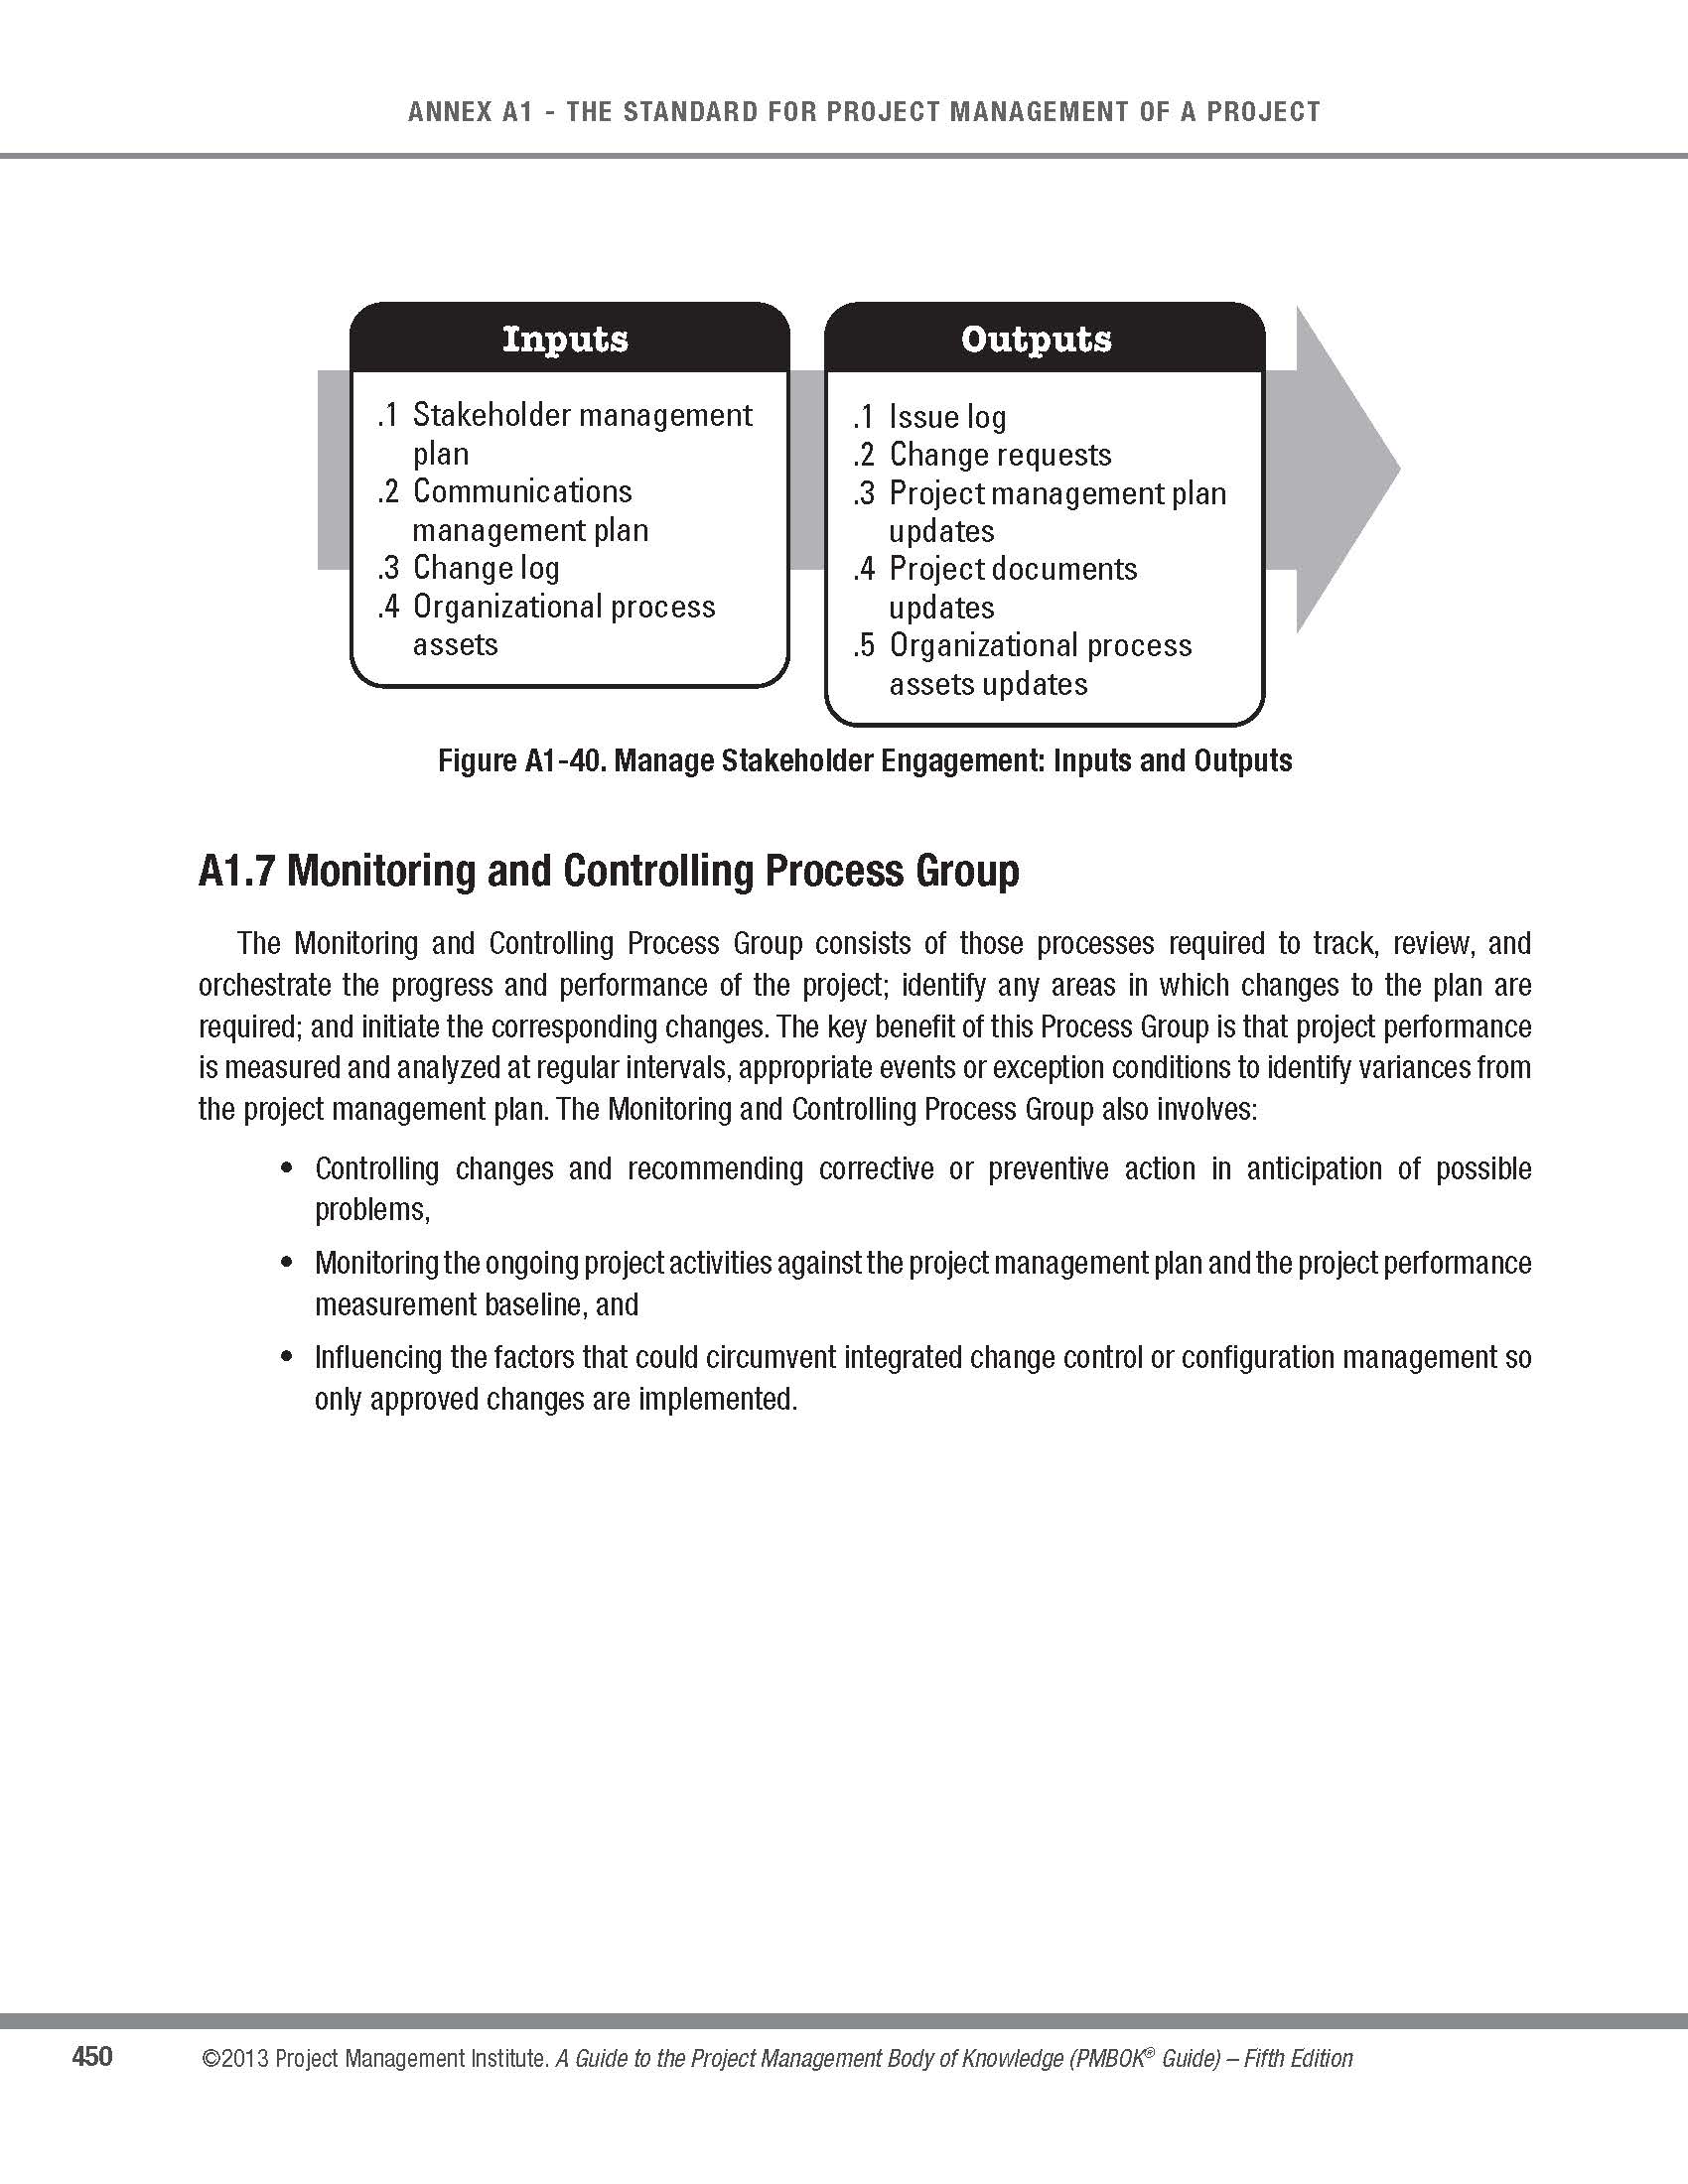 ANNEX A1 - THE STANDARD FOR PROJECT MANAGEMENT OF A PROJECT
Inputs
.1 Stakeholder management
plan
.2 Communications
management plan
.3 Change log
.4 Organizational process
assets
Outputs
.1 Issue log
.2 Change requests
.3 Project management plan
updates
.4 Project documents
updates
.5 Organizational process
assets updates
Figure A1-40. Manage Stakeholder Engagement: Inputs and Outputs
A1.7 Monitoring and Controlling Process Group
The Monitoring and Controlling Process Group consists of those processes required to track, review, and
orchestrate the progress and performance of the project; identify any areas in which changes to the plan are
required; and initiate the corresponding changes. The key benefit of this Process Group is that project performance
is measured and analyzed at regular intervals, appropriate events or exception conditions to identify variances from
the project management plan. The Monitoring and Controlling Process Group also involves:
• Controlling changes and recommending corrective or preventive action in anticipation of possible
problems,
• Monitoring the ongoing project activities against the project management plan and the project performance
measurement baseline, and
• Influencing the factors that could circumvent integrated change control or configuration management so
only approved changes are implemented.
450 ©2013 Project Management Institute. A Guide to the Project Management Body of Knowledge (PMBOK® Guide) – Fifth Edition